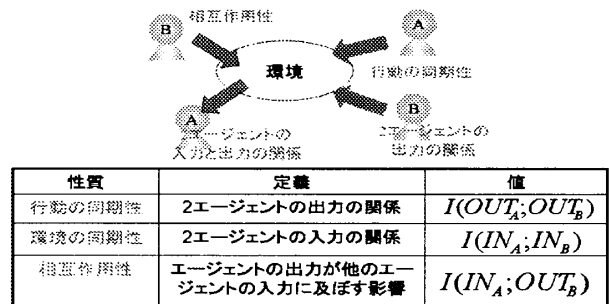 B
相互作用性
A
環境
行動の同期性
A
2エージェントの
入力と出力の関係
B
2エージェントの
出力の関係
性質 定義 値
行動の同期性 2エージェントの出力の関係 I(OUT_A;OUT_B)
環境の同期性 2エージェントの入力の関係 I(IN_A;IN_B)
相互作用性 エージェントの出力が他のエー
ジェントの入力に及ぼす影響 I(IN_A;OUT_B)